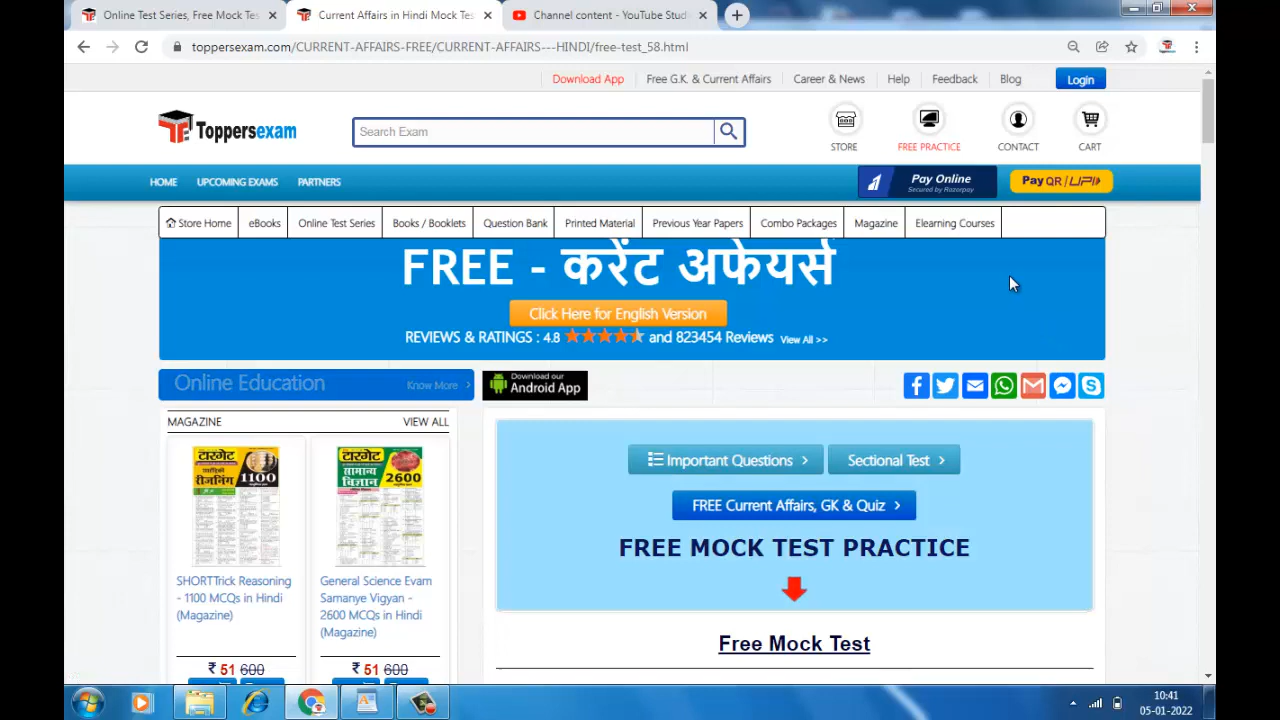 Online Test Series, Free Mock Tes
Current Affairs in Hindi Mock Tes
Channel content - YouTube Stud
toppersexam.com/CURRENT-AFFAIRS-FREE/CURRENT-AFFAIRS---HINDI/free-test_58.html
Download App
Free G.K. & Current Affairs
Career & News
Help
Feedback
Blog
Login
Toppersexam
Search Exam
STORE
FREE PRACTICE
CONTACT
CART
HOME
UPCOMING EXAMS
PARTNERS
Pay Online
Secured by Razorpay
Pay QR / UPI
Store Home
eBooks
Online Test Series
Books / Booklets
Question Bank
Printed Material
Previous Year Papers
Combo Packages
Magazine
Elearning Courses
FREE - करेंट अफेयर्स
Click Here for English Version
REVIEWS & RATINGS : 4.8 and 823454 Reviews View All >>
Online Education
Know More
Download our
Android App
MAGAZINE
VIEW ALL
टारगेट
रीजनिंग
1100
टारगेट
सामान्य
विज्ञान
2600
SHORTTrick Reasoning
- 1100 MCQs in Hindi
(Magazine)
General Science Evam
Samanye Vigyan -
2600 MCQs in Hindi
(Magazine)
₹ 51 600
₹ 51 600
Important Questions
Sectional Test
FREE Current Affairs, GK & Quiz
FREE MOCK TEST PRACTICE
Free Mock Test
10:41
05-01-2022